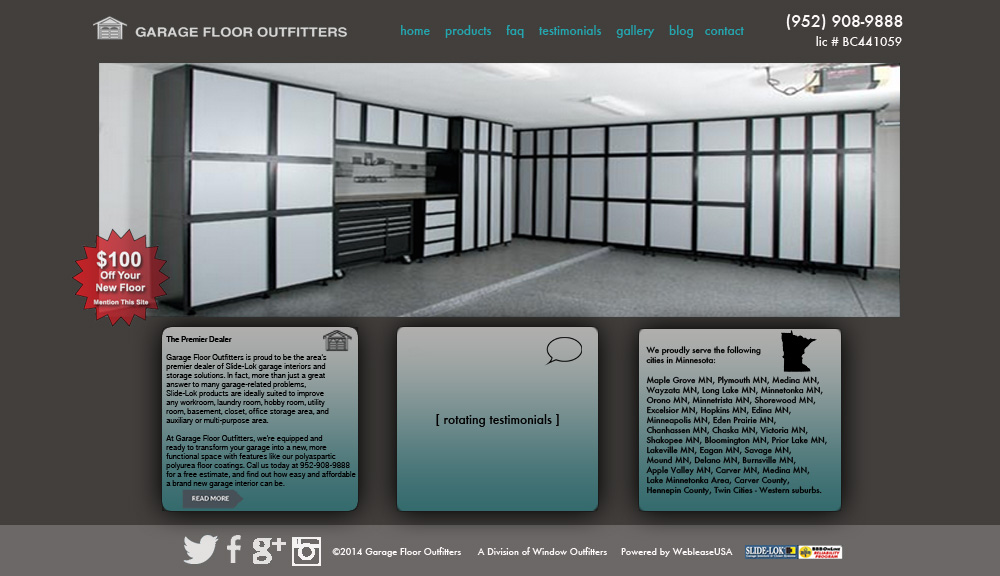 GARAGE FLOOR OUTFITTERS
home products faq testimonials gallery blog contact
(952) 908-9888
lic # BC441059
$100
Off Your
New Floor
Mention This Site
The Premier Dealer
Garage Floor Outfitters is proud to be the area's
premier dealer of Slide-Lok garage interiors and
storage solutions. In fact, more than just a great
answer to many garage-related problems,
Slide-Lok products are ideally suited to improve
any workroom, laundry room, hobby room, utility
room, basement, closet, office storage area, and
auxiliary or multi-purpose area.
At Garage Floor Outfitters, we're equipped and
ready to transform your garage into a new, more
functional space with features like our polyaspartic
polyurea floor coatings. Call us today at 952-908-9888
for a free estimate, and find out how easy and affordable
a brand new garage interior can be.
READ MORE
[ rotating testimonials ]
We proudly serve the following
cities in Minnesota:
Maple Grove MN, Plymouth MN, Medina MN,
Wayzata MN, Long Lake MN, Minnetonka MN,
Orono MN, Minnetrista MN, Shorewood MN,
Excelsior MN, Hopkins MN, Edina MN,
Minneapolis MN, Eden Prairie MN,
Chanhassen MN, Chaska MN, Victoria MN,
Shakopee MN, Bloomington MN, Prior Lake MN,
Lakeville MN, Eagan MN, Savage MN,
Mound MN, Delano MN, Bernsville MN,
Apple Valley MN, Carver MN, Medina MN,
Lake Minnetonka Area, Carver County,
Hennepin County, Twin Cities - Western suburbs.
g+
©2014 Garage Floor Outfitters A Division of Window Outfitters Powered by WebleaseUSA
SLIDE-LOK
BBBOnLine
RELIABILITY
PROGRAM